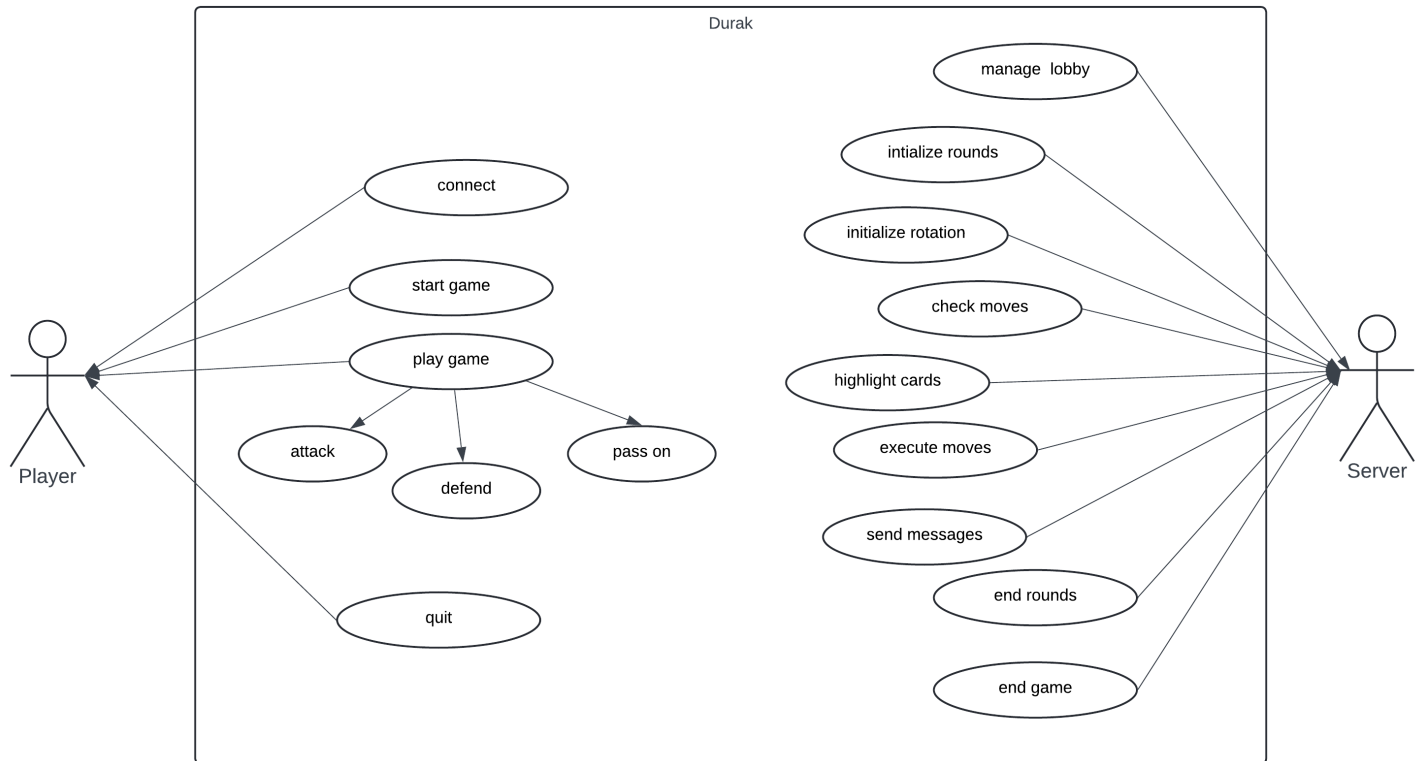 Durak
manage  lobby
intialize rounds
connect
initialize rotation
start game
check moves
play game
highlight cards
attack
pass on
execute moves
defend
Player
Server
send messages
end rounds
quit
end game